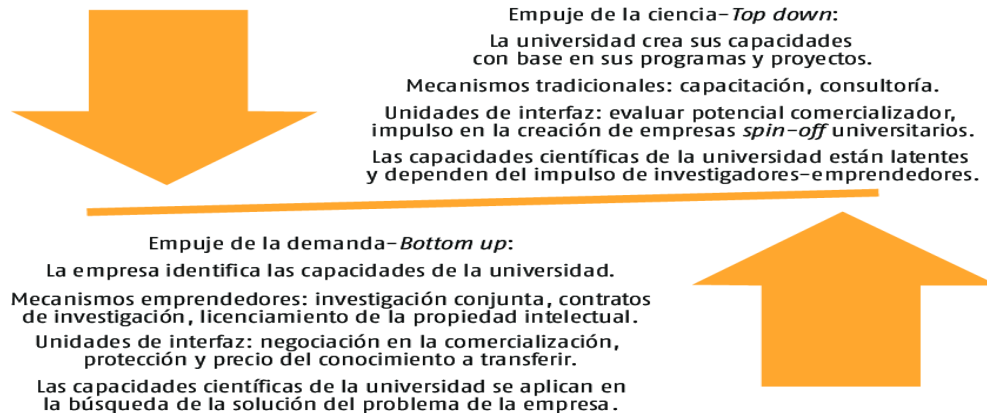 Empuje de la ciencia–Top down:
La universidad crea sus capacidades
con base en sus programas y proyectos.
Mecanismos tradicionales: capacitación, consultoría.
Unidades de interfaz: evaluar potencial comercializador,
impulso en la creación de empresas spin–off universitarios.
Las capacidades científicas de la universidad están latentes
y dependen del impulso de investigadores–emprendedores.
Empuje de la demanda–Bottom up:
La empresa identifica las capacidades de la universidad.
Mecanismos emprendedores: investigación conjunta, contratos
de investigación, licenciamiento de la propiedad intelectual.
Unidades de interfaz: negociación en la comercialización,
protección y precio del conocimiento a transferir.
Las capacidades científicas de la universidad se aplican en
la búsqueda de la solución del problema de la empresa.